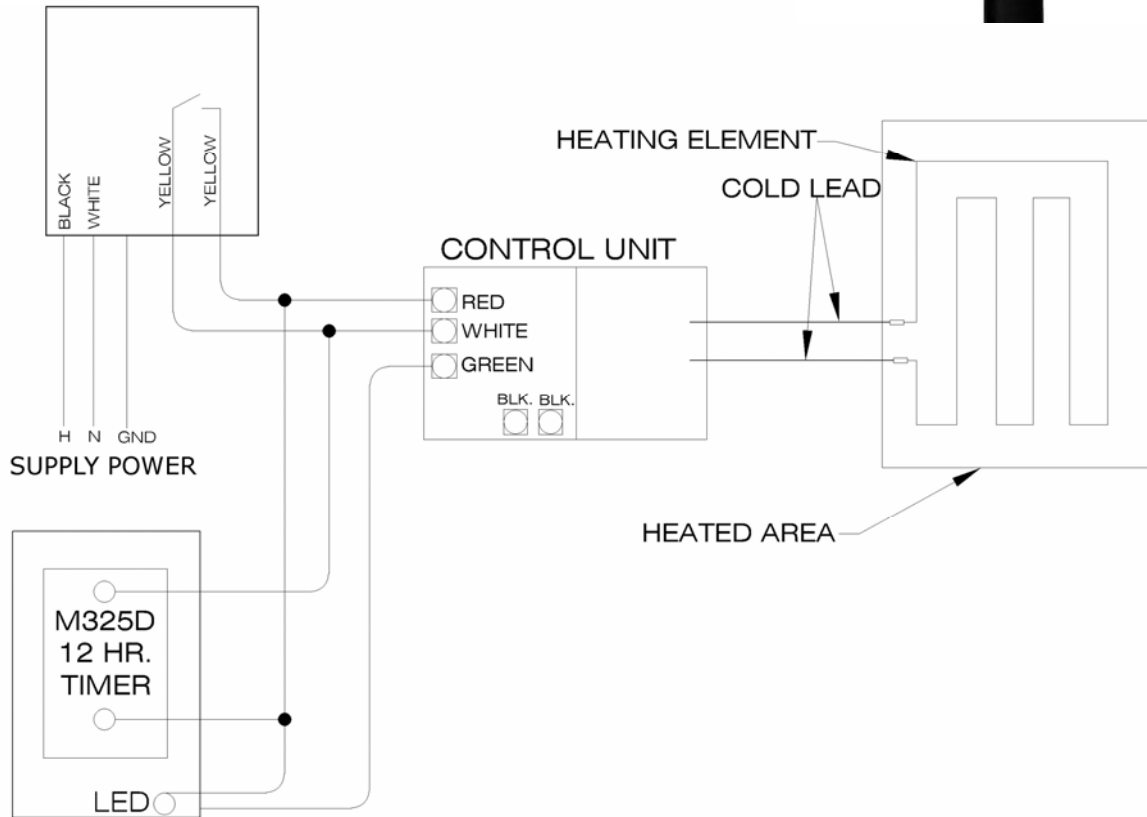 BLACK
WHITE
YELLOW
YELLOW
H N GND
SUPPLY POWER
HEATING ELEMENT
COLD LEAD
CONTROL UNIT
RED
WHITE
GREEN
BLK. BLK.
HEATED AREA
M325D
12 HR.
TIMER
LED